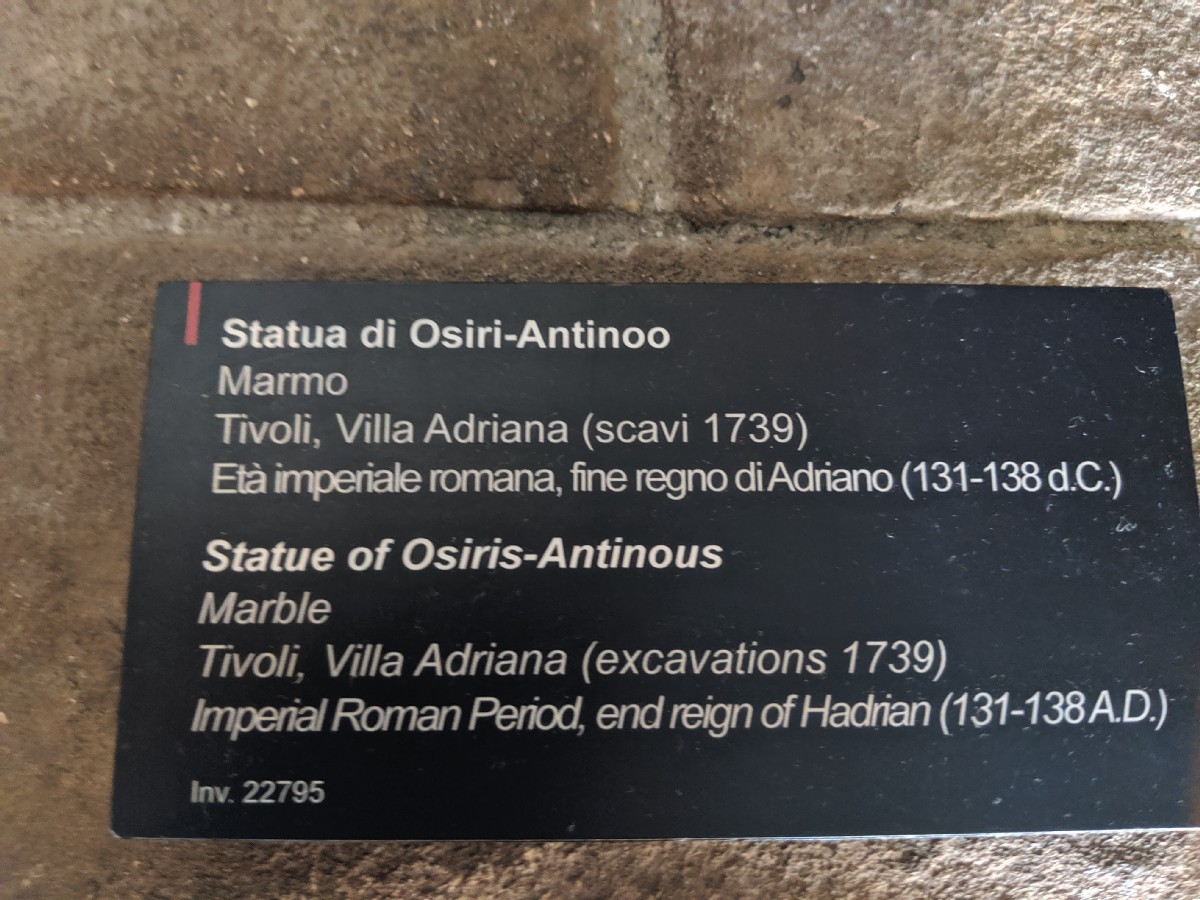 Statua di Osiri-Antinoo
Marmo
Tivoli, Villa Adriana (scavi 1739)
Età imperiale romana, fine regno di Adriano (131-138 d.C.)
Statue of Osiris-Antinous
Marble
Tivoli, Villa Adriana (excavations 1739)
Imperial Roman Period, end reign of Hadrian (131-138 A.D.)
Inv. 22795